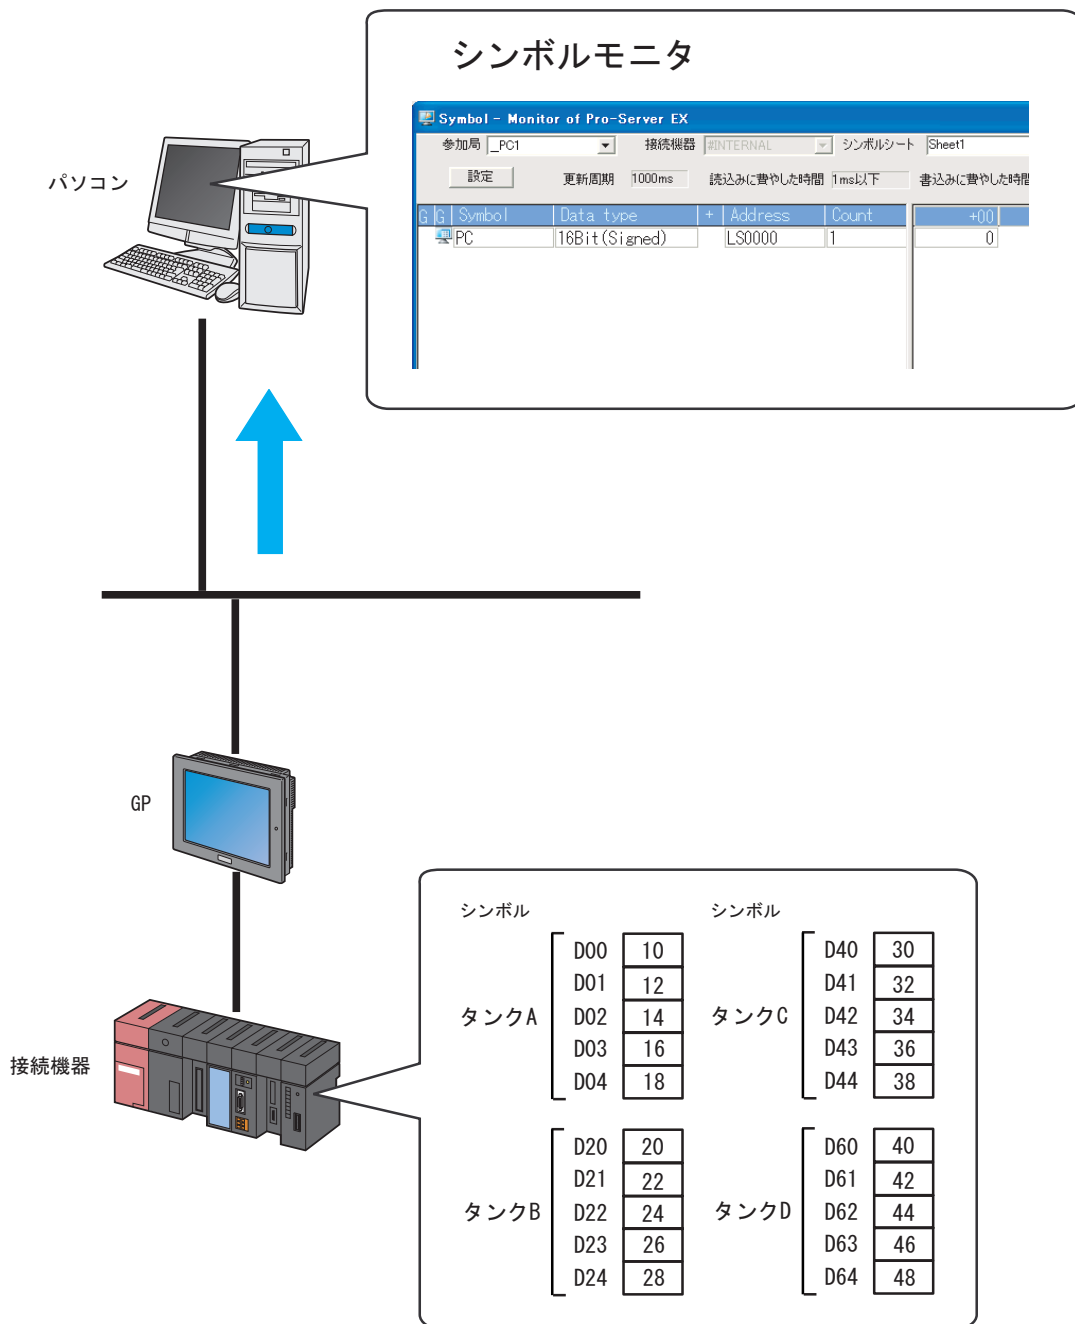 シンボルモニタ
Symbol - Monitor of Pro-Server EX
参加局 _PC1 接続機器 #INTERNAL シンボルシート Sheet1
設定 更新周期 1000ms 読込みに費やした時間 1ms以下 書込みに費やした時間
G G Symbol Data type + Address Count +00
PC 16Bit(Signed) LS0000 1 0
パソコン
GP
接続機器
シンボル シンボル
D00 10 D40 30
D01 12 D41 32
タンクA D02 14 タンクC D42 34
D03 16 D43 36
D04 18 D44 38
D20 20 D60 40
D21 22 D61 42
タンクB D22 24 タンクD D62 44
D23 26 D63 46
D24 28 D64 48